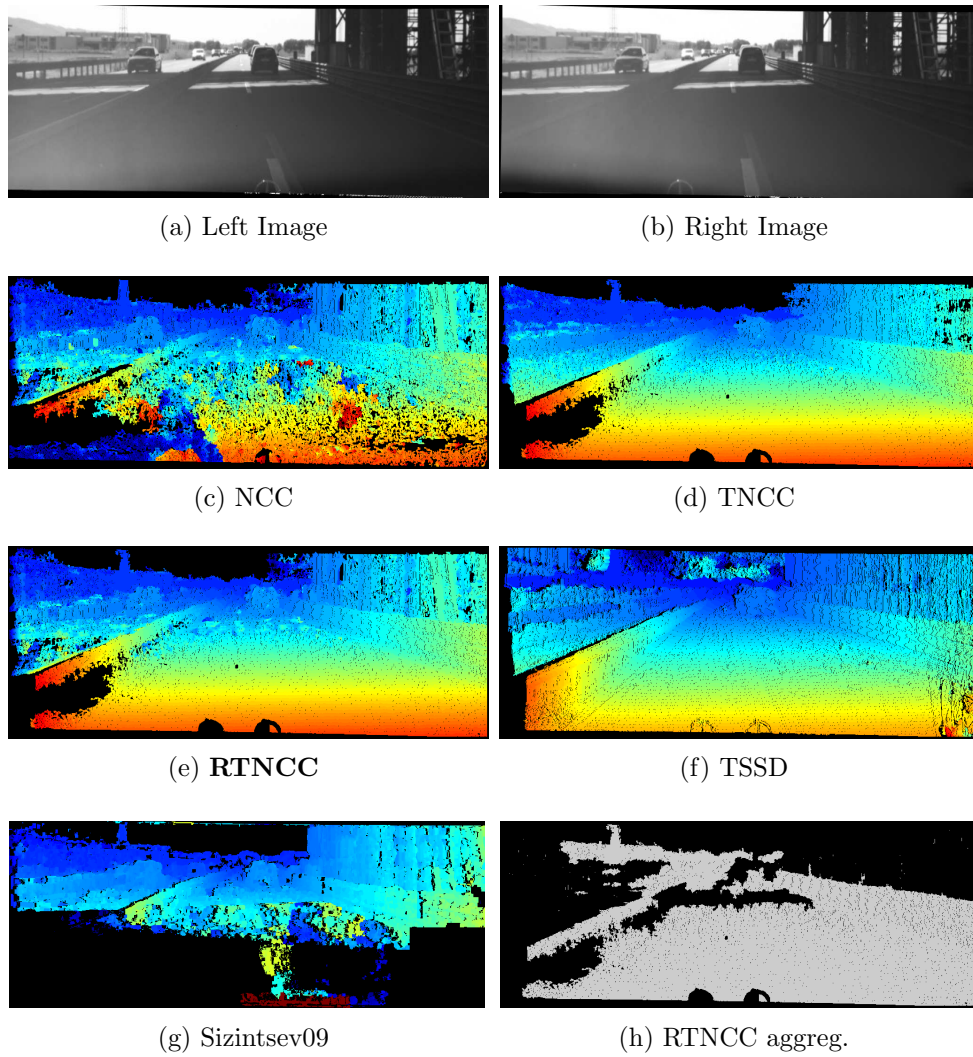 (a) Left Image
(b) Right Image
(c) NCC
(d) TNCC
(e) RTNCC
(f) TSSD
(g) Sizintsev09
(h) RTNCC aggreg.